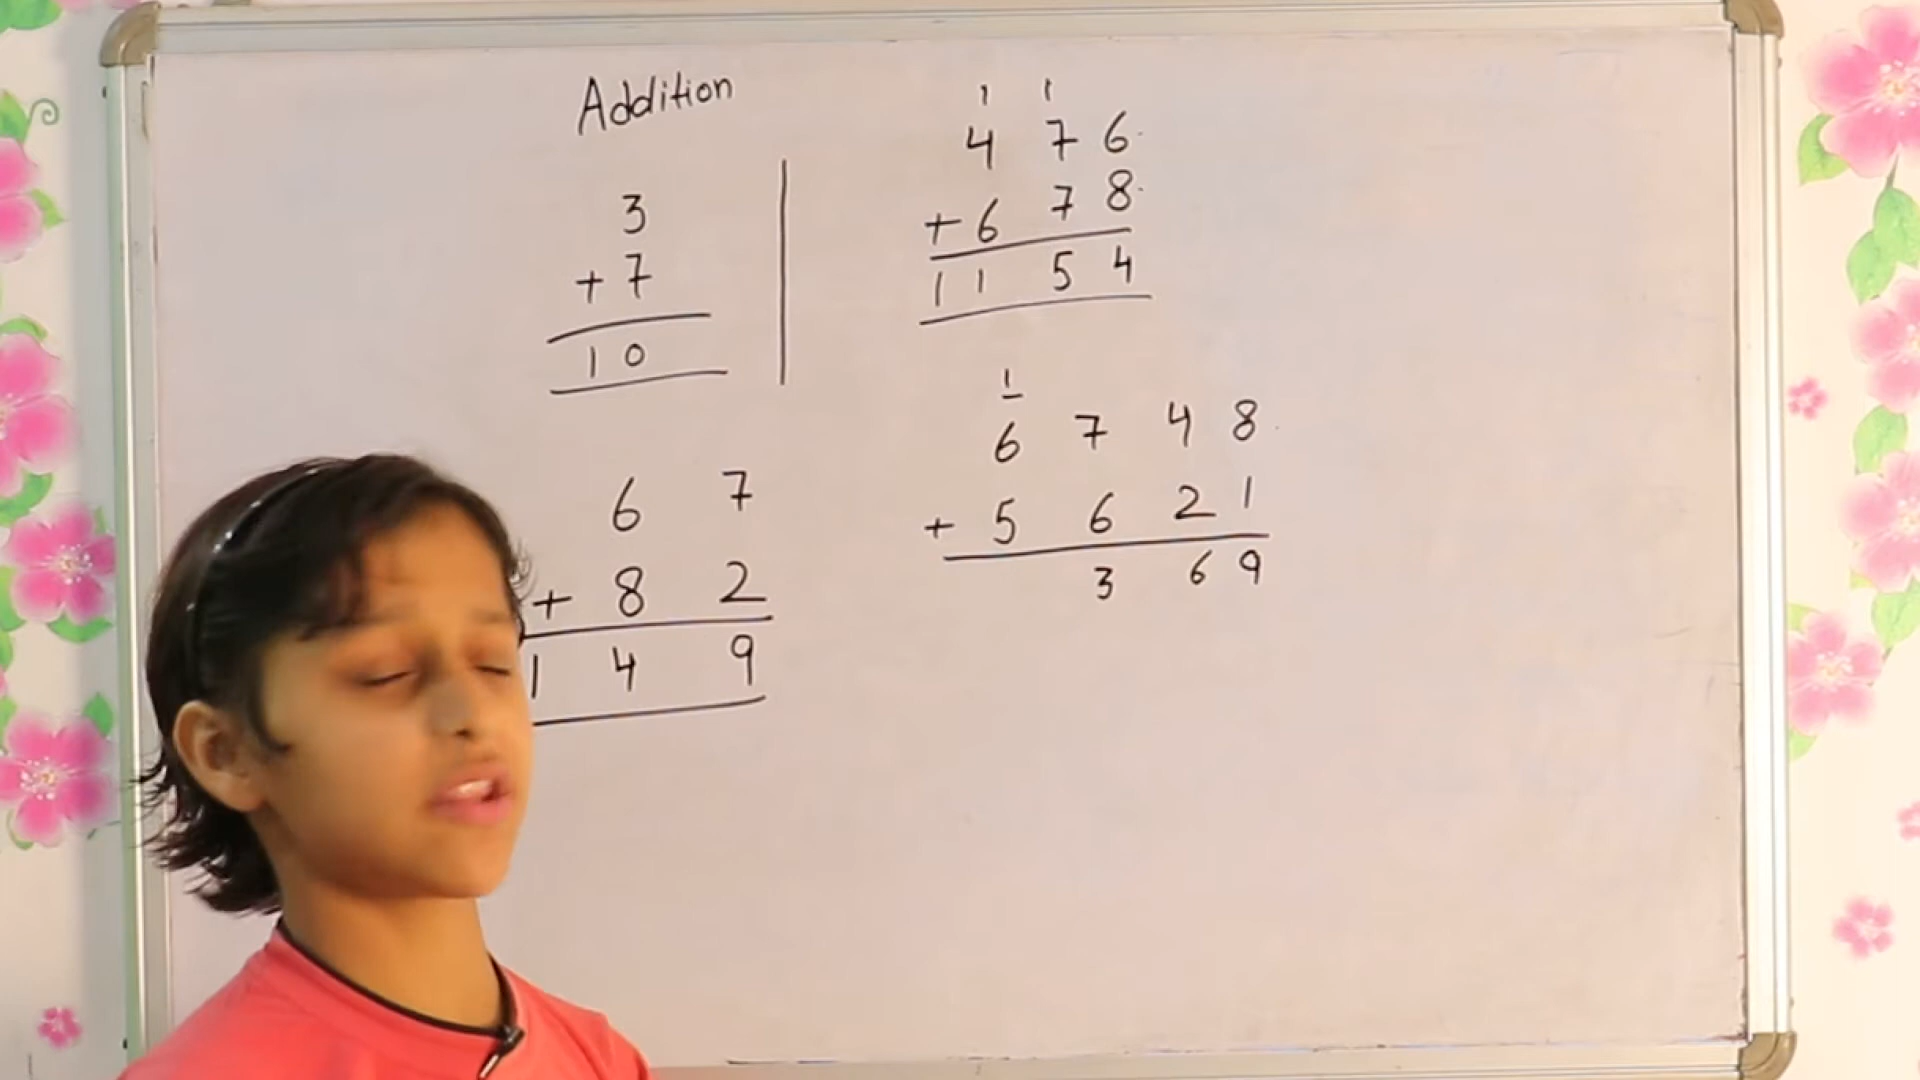 Addition
3
+ 7
1 0
6 7
+ 8 2
1 4 9
1 1
4 7 6
+ 6 7 8
1 1 5 4
1
6 7 4 8
+ 5 6 2 1
3 6 9